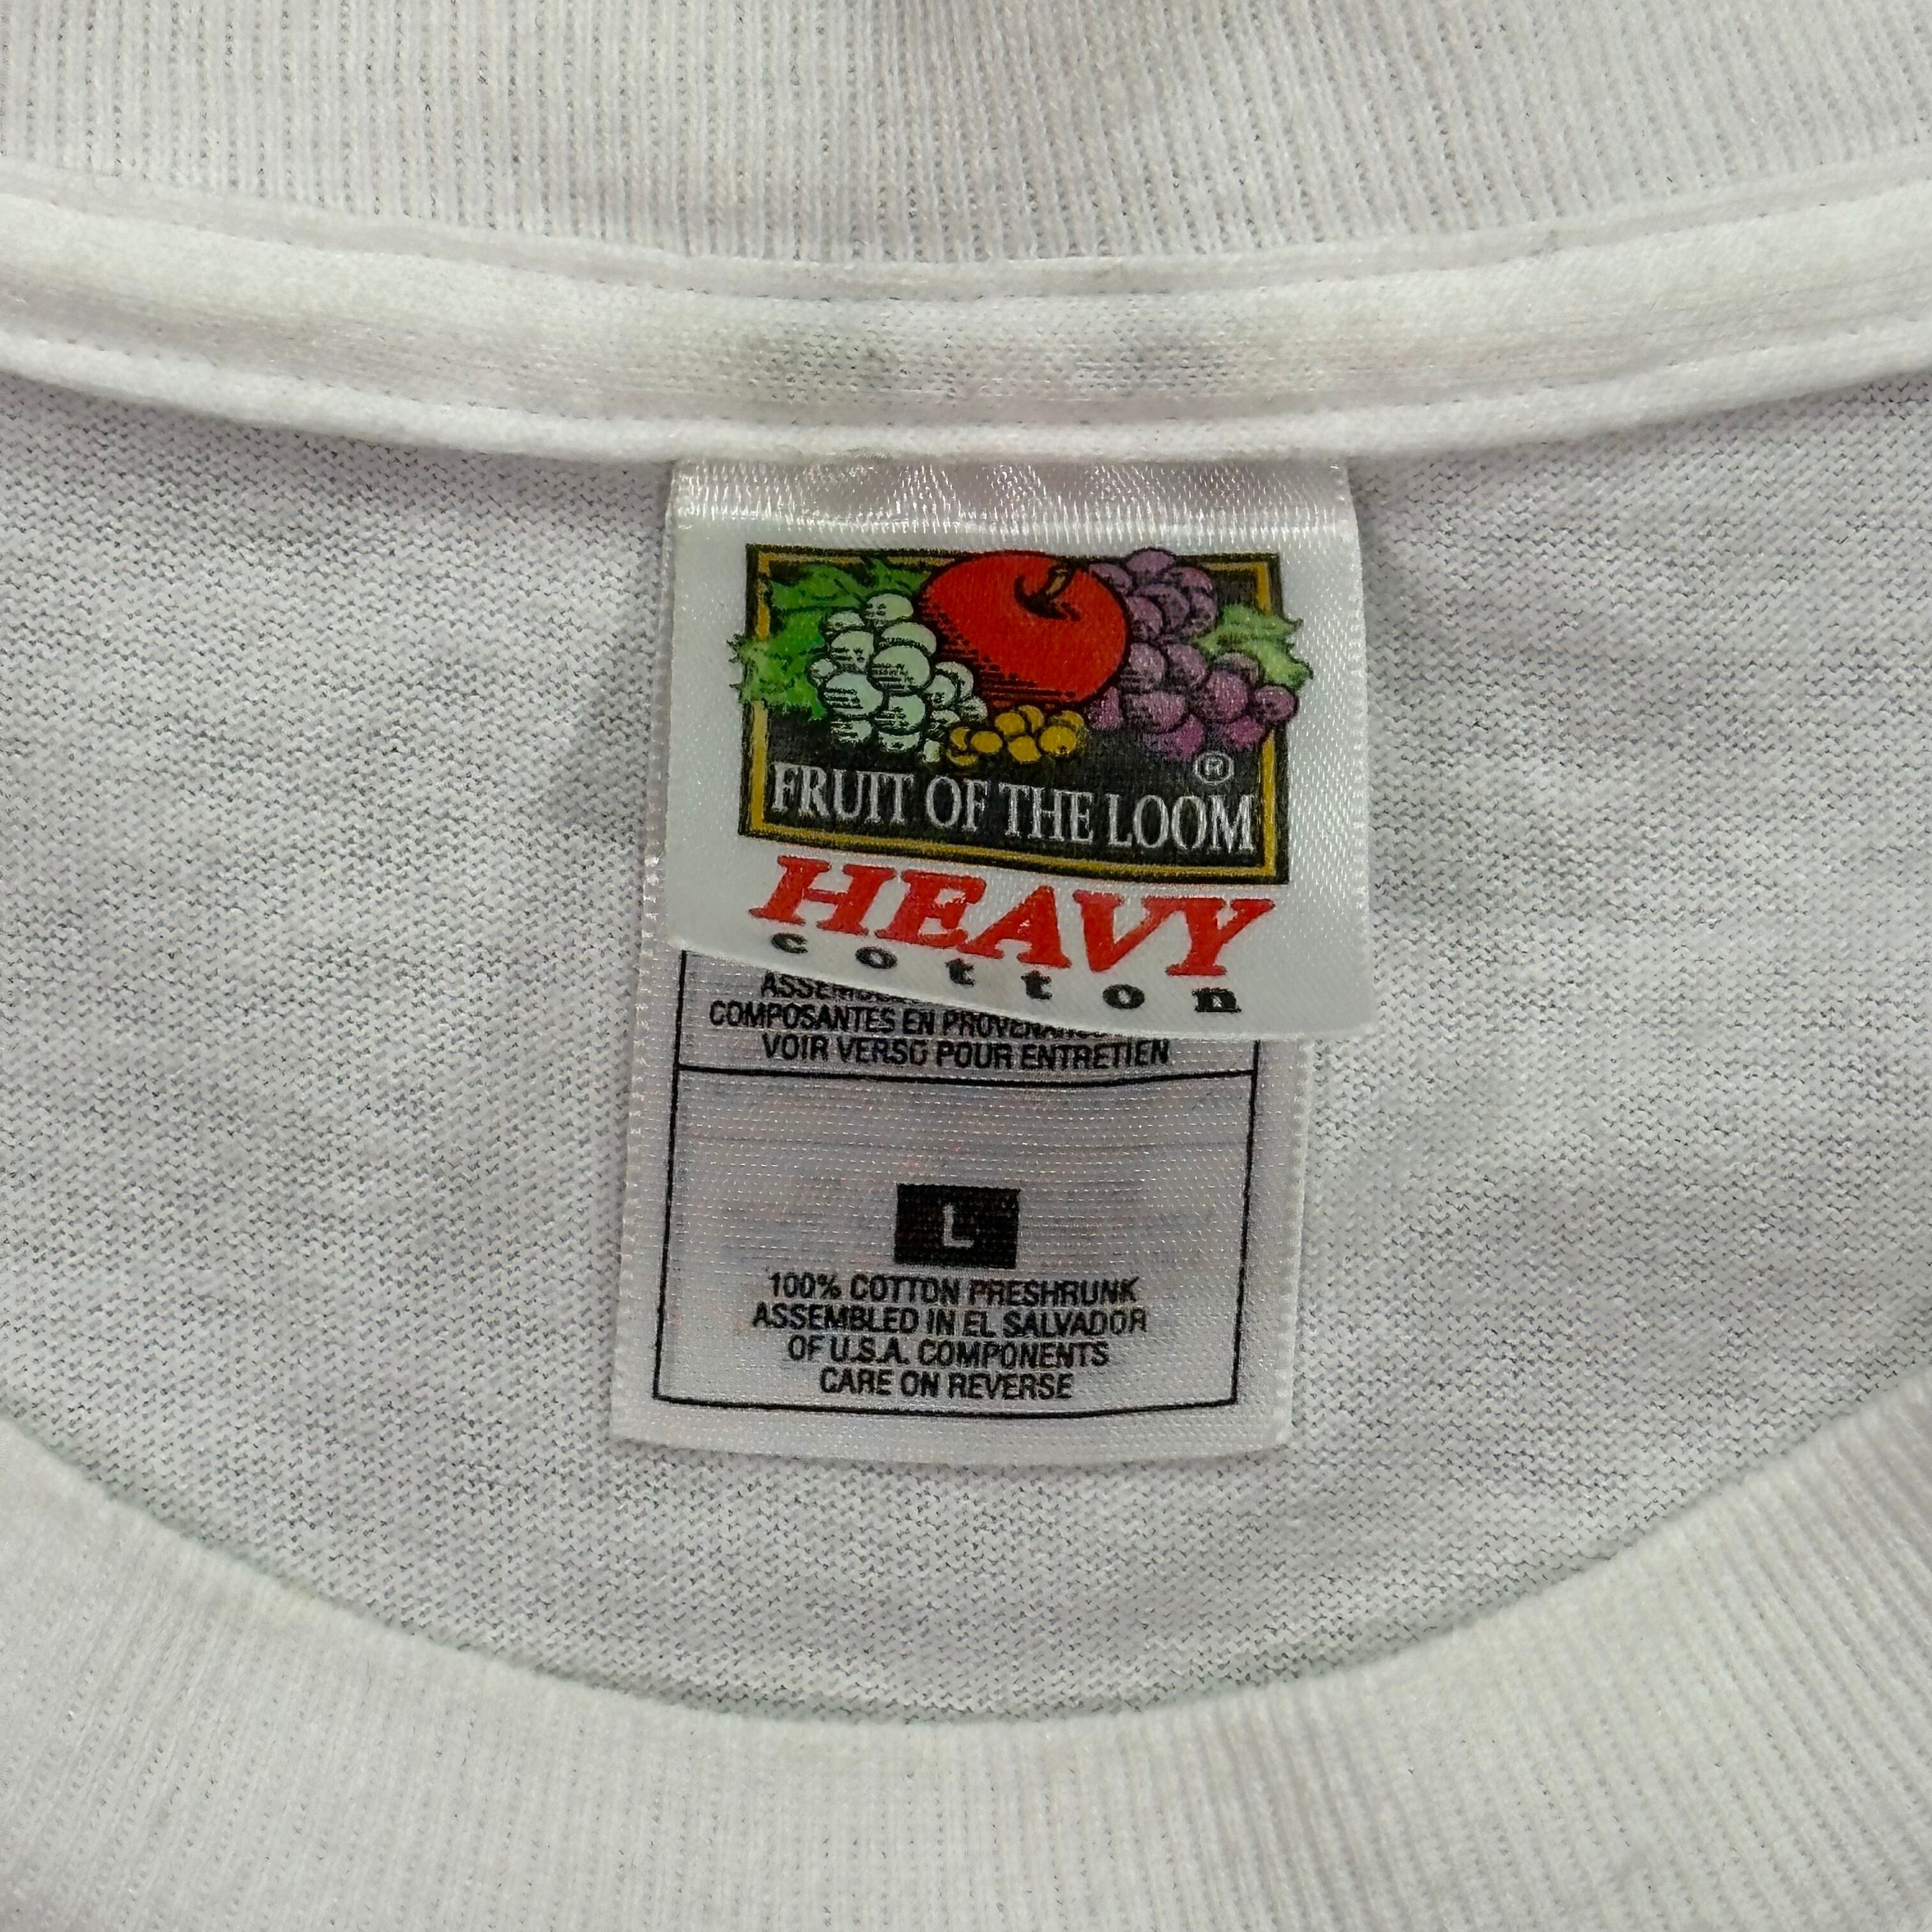 ®
FRUIT OF THE LOOM
HEAVY
cotton
COMPOSANTES EN
VOIR VERSO POUR ENTRETIEN
L
100% COTTON PRESHRUNK
ASSEMBLED IN EL SALVADOR
OF U.S.A. COMPONENTS
CARE ON REVERSE